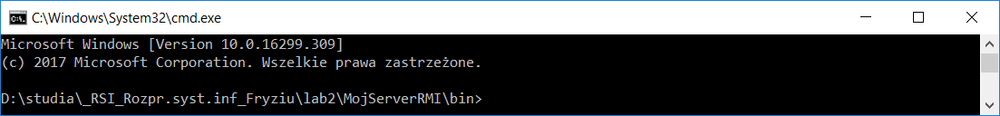 C:\Windows\System32\cmd.exe
Microsoft Windows [Version 10.0.16299.309]
(c) 2017 Microsoft Corporation. Wszelkie prawa zastrzeżone.
D:\studia\_RSI_Rozpr.syst.inf_Fryziu\lab2\MojServerRMI\bin>